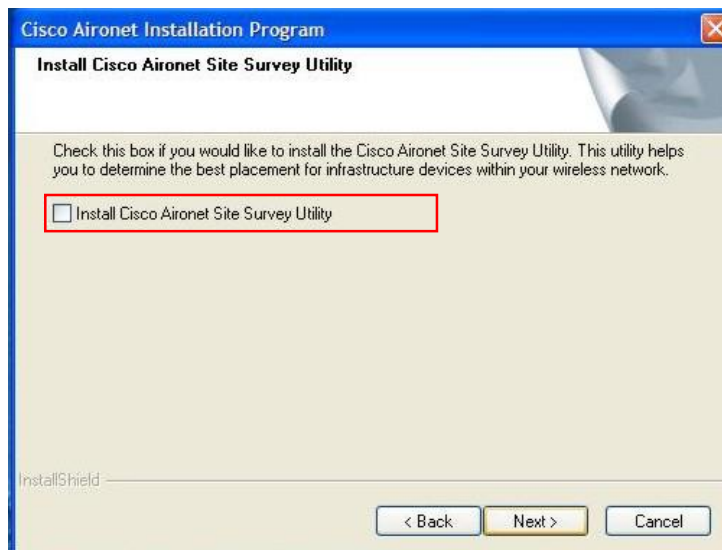 Cisco Aironet Installation Program
Install Cisco Aironet Site Survey Utility
Check this box if you would like to install the Cisco Aironet Site Survey Utility. This utility helps
you to determine the best placement for infrastructure devices within your wireless network.
Install Cisco Aironet Site Survey Utility
InstallShield
< Back Next > Cancel